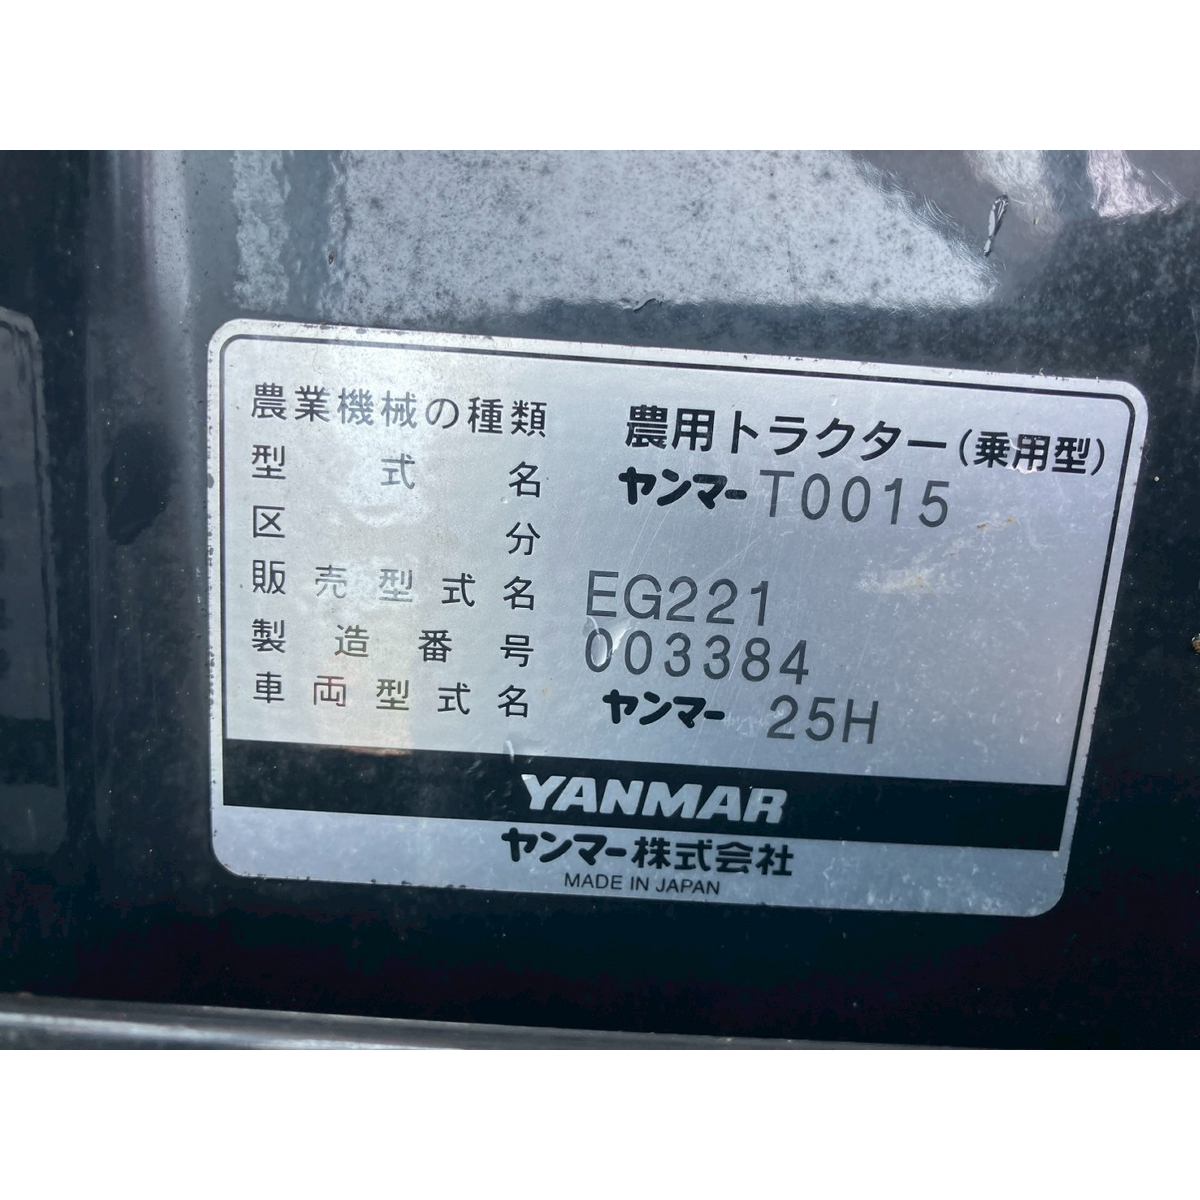 農業機械の種類 農用トラクター(乗用型)
型式名 ヤンマー T0015
区分
販売型式名 EG221
製造番号 003384
車両型式名 ヤンマー 25H
YANMAR
ヤンマー株式会社
MADE IN JAPAN